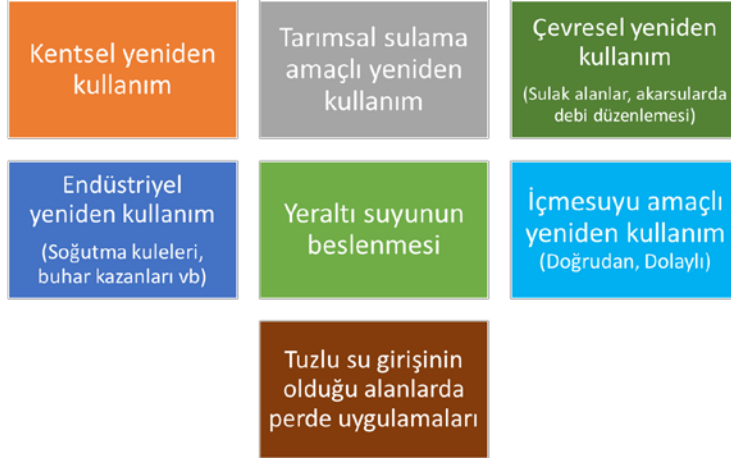 Kentsel yeniden
kullanım
Tarımsal sulama
amaçlı yeniden
kullanım
Çevresel yeniden
kullanım
(Sulak alanlar, akarsularda
debi düzenlemesi)
Endüstriyel
yeniden kullanım
(Soğutma kuleleri,
buhar kazanları vb)
Yeraltı suyunun
beslenmesi
İçmesuyu amaçlı
yeniden kullanım
(Doğrudan, Dolaylı)
Tuzlu su girişinin
olduğu alanlarda
perde uygulamaları